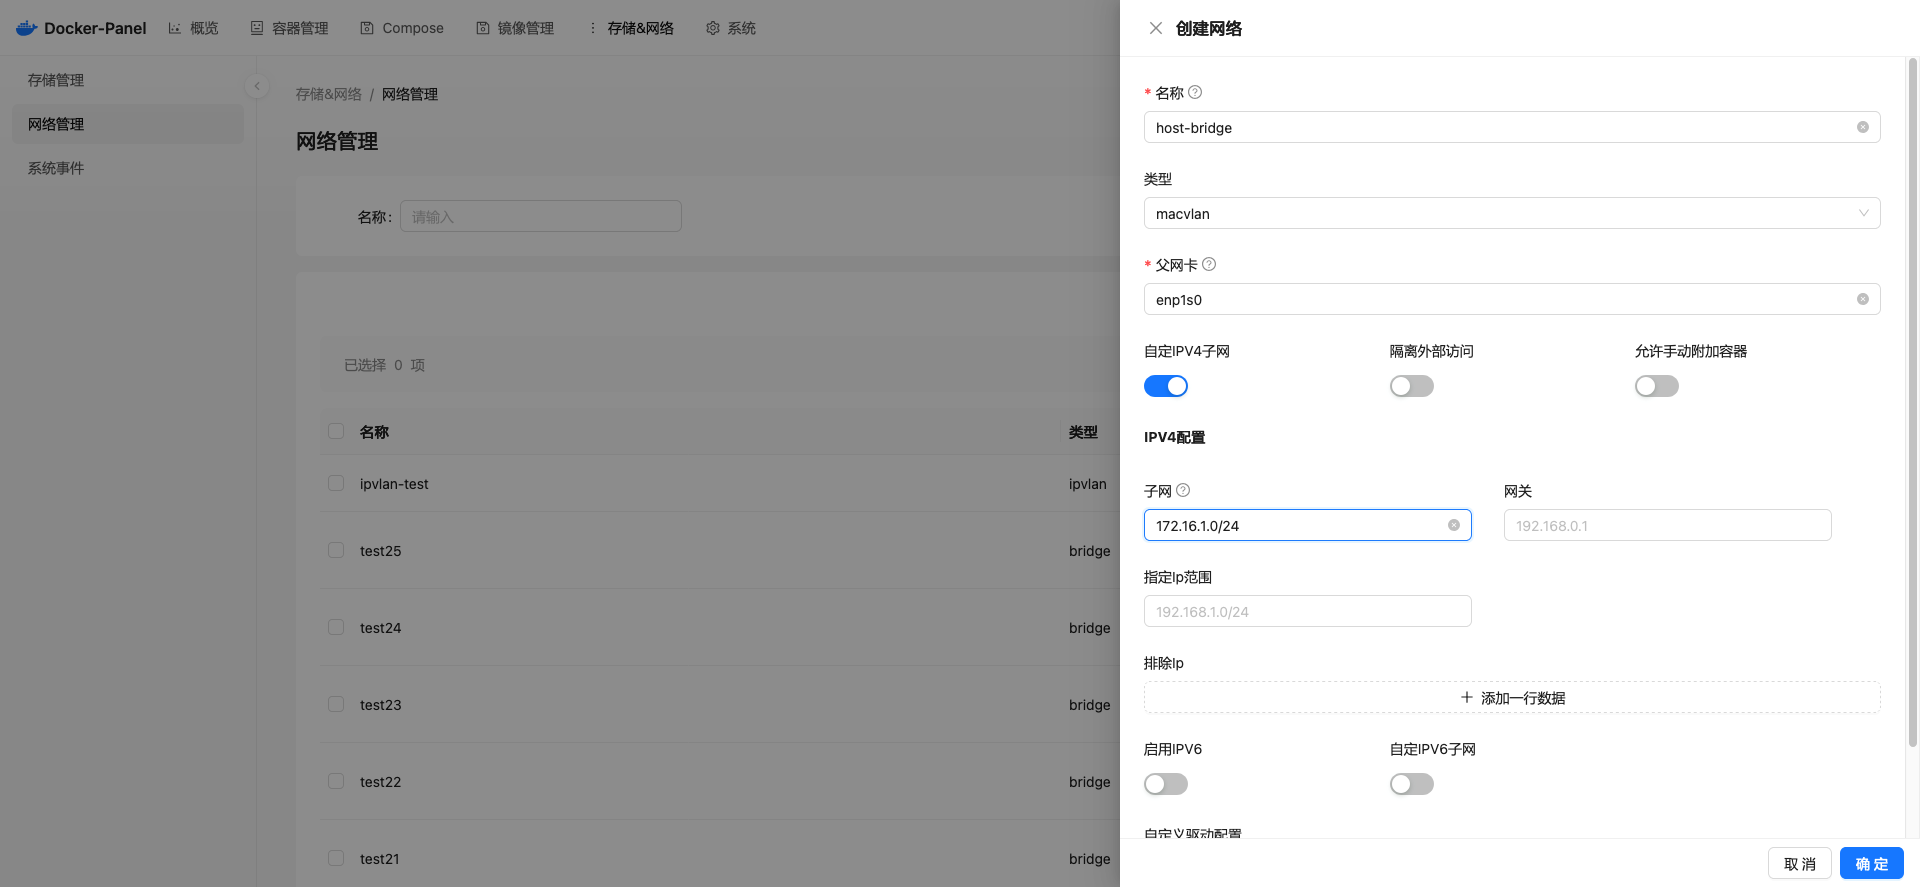 Docker-Panel 概览 容器管理 Compose 镜像管理 存储&网络 系统
存储管理
网络管理
系统事件
存储&网络 / 网络管理
网络管理
名称: 请输入
已选择 0 项
名称 类型
ipvlan-test ipvlan
test25 bridge
test24 bridge
test23 bridge
test22 bridge
test21 bridge
创建网络
* 名称
host-bridge
类型
macvlan
* 父网卡
enp1s0
自定IPV4子网 隔离外部访问 允许手动附加容器
IPV4配置
子网 网关
172.16.1.0/24 192.168.0.1
指定Ip范围
192.168.1.0/24
排除Ip
添加一行数据
启用IPV6 自定IPV6子网
自定义驱动配置
取 消 确 定